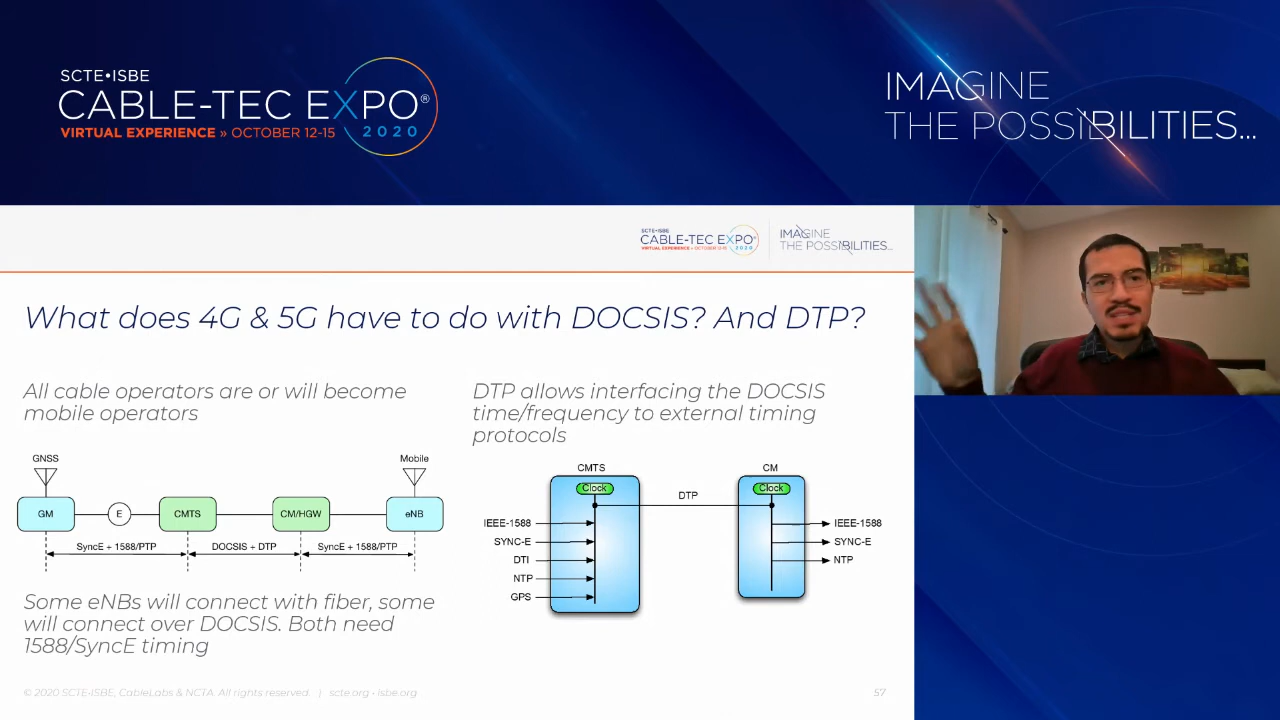 SCTE•ISBE
CABLE-TEC EXPO®
VIRTUAL EXPERIENCE » OCTOBER 12-15
2020
IMAGINE
THE POSSIBILITIES...
SCTE•ISBE
CABLE-TEC EXPO®
VIRTUAL EXPERIENCE » OCTOBER 12-15
2020
IMAGINE
THE POSSIBILITIES...
What does 4G & 5G have to do with DOCSIS? And DTP?
All cable operators are or will become
mobile operators
GNSS
Mobile
GM
E
CMTS
CM/HGW
eNB
SyncE + 1588/PTP
DOCSIS + DTP
SyncE + 1588/PTP
Some eNBs will connect with fiber, some
will connect over DOCSIS. Both need
1588/SyncE timing
DTP allows interfacing the DOCSIS
time/frequency to external timing
protocols
CMTS
CM
Clock
Clock
DTP
IEEE-1588
SYNC-E
DTI
NTP
GPS
IEEE-1588
SYNC-E
NTP
© 2020 SCTE•ISBE, CableLabs & NCTA. All rights reserved. | scte.org • isbe.org
57